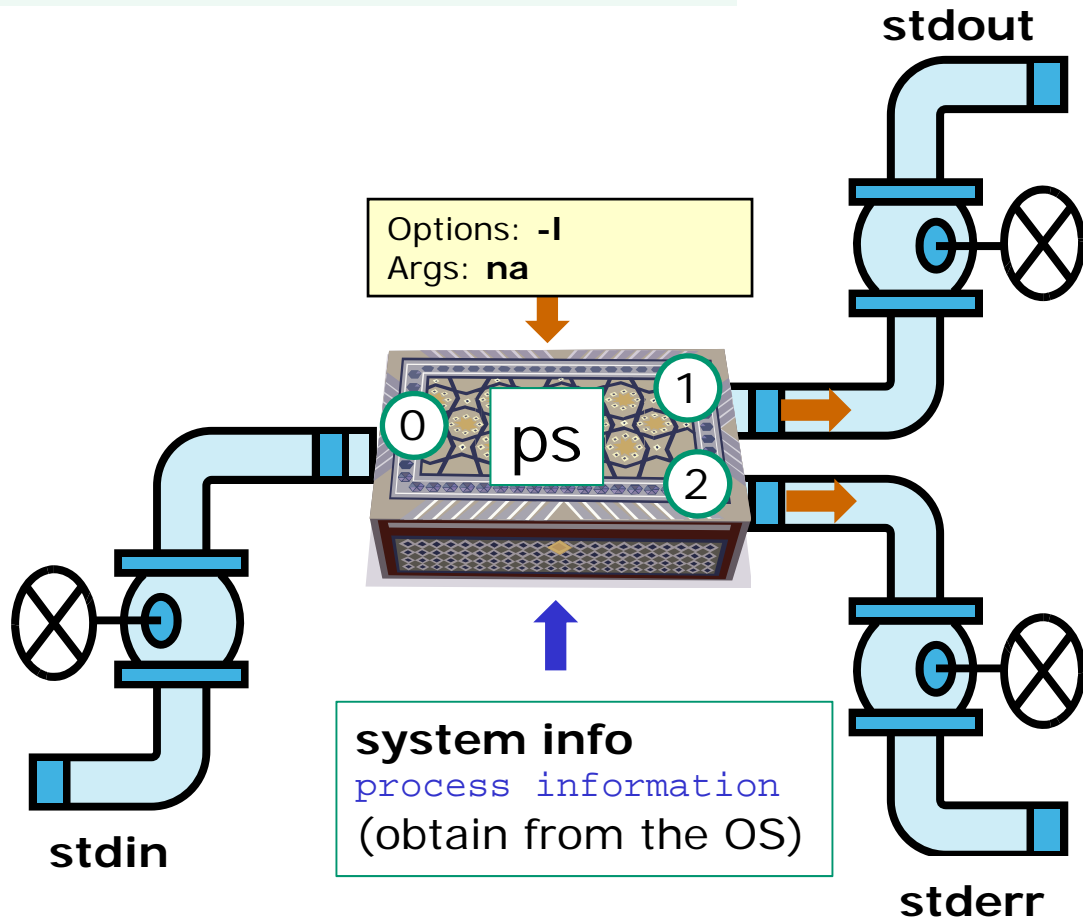 stdout
Options: -l
Args: na
0
1
ps
2
system info
process information
(obtain from the OS)
stdin
stderr